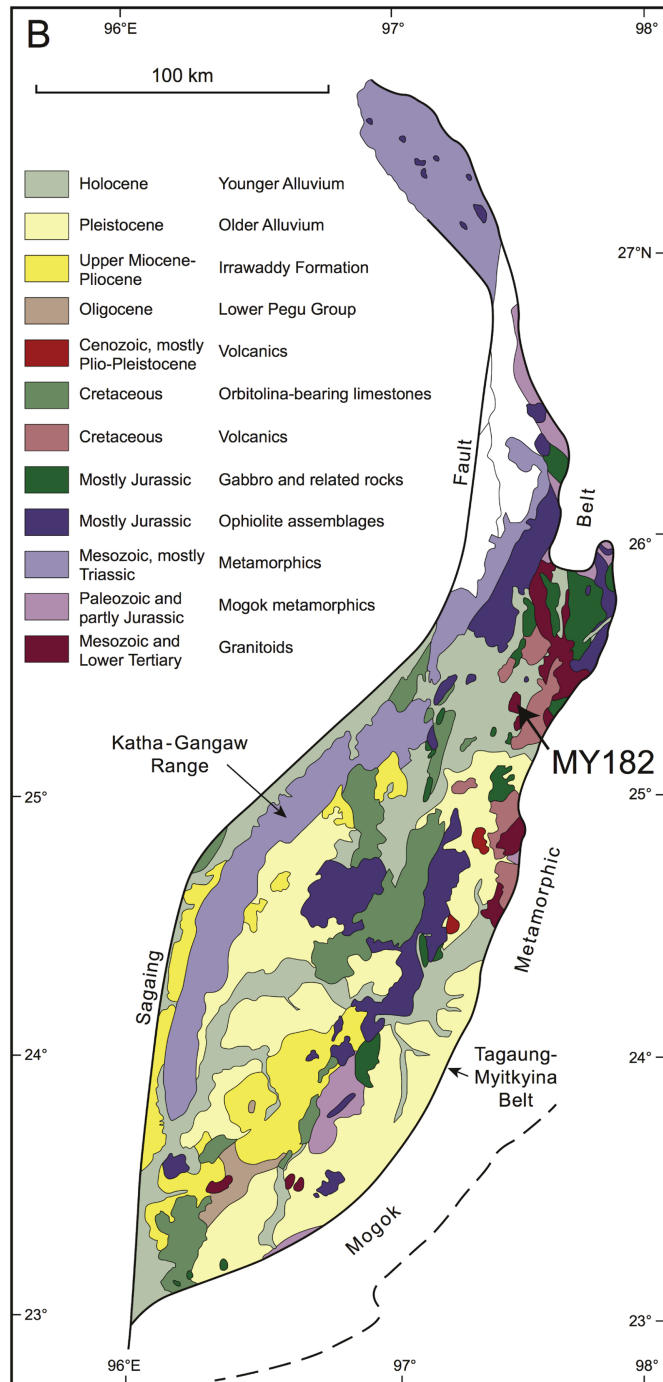 96°E 97° 98°
B
100 km
Holocene Younger Alluvium
Pleistocene Older Alluvium
Upper Miocene-
Pliocene Irrawaddy Formation
Oligocene Lower Pegu Group
Cenozoic, mostly
Plio-Pleistocene Volcanics
Cretaceous Orbitolina-bearing limestones
Cretaceous Volcanics
Mostly Jurassic Gabbro and related rocks
Mostly Jurassic Ophiolite assemblages
Mesozoic, mostly
Triassic Metamorphics
Paleozoic and
partly Jurassic Mogok metamorphics
Mesozoic and
Lower Tertiary Granitoids
27°N
Fault
Belt
26°
Katha-Gangaw
Range
MY182
25° 25°
Metamorphic
Sagaing
24° 24°
Tagaung-
Myitkyina
Belt
Mogok
23° 23°
96°E 97° 98°